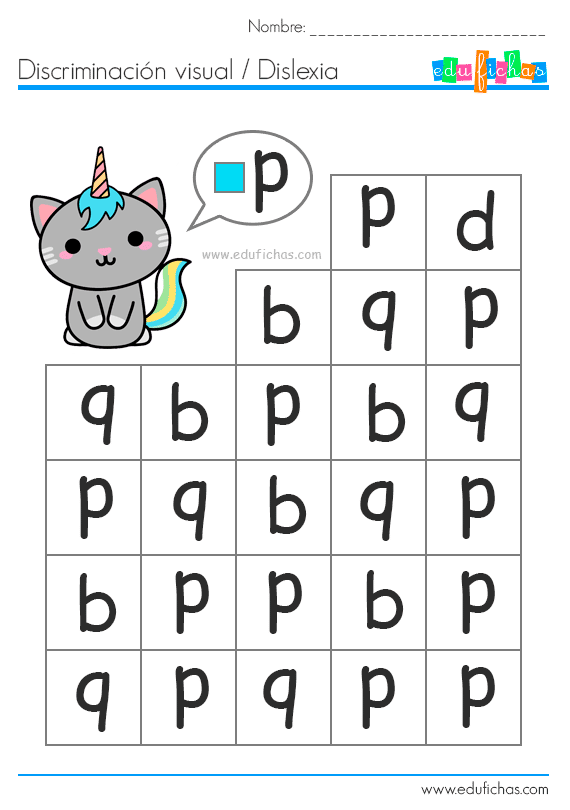 Nombre: ___________________________
Discriminación visual / Dislexia
edufichas
p
www.edufichas.com
p d
b q p
q b p b q
p q b q p
b p p b p
q p q p p
www.edufichas.com